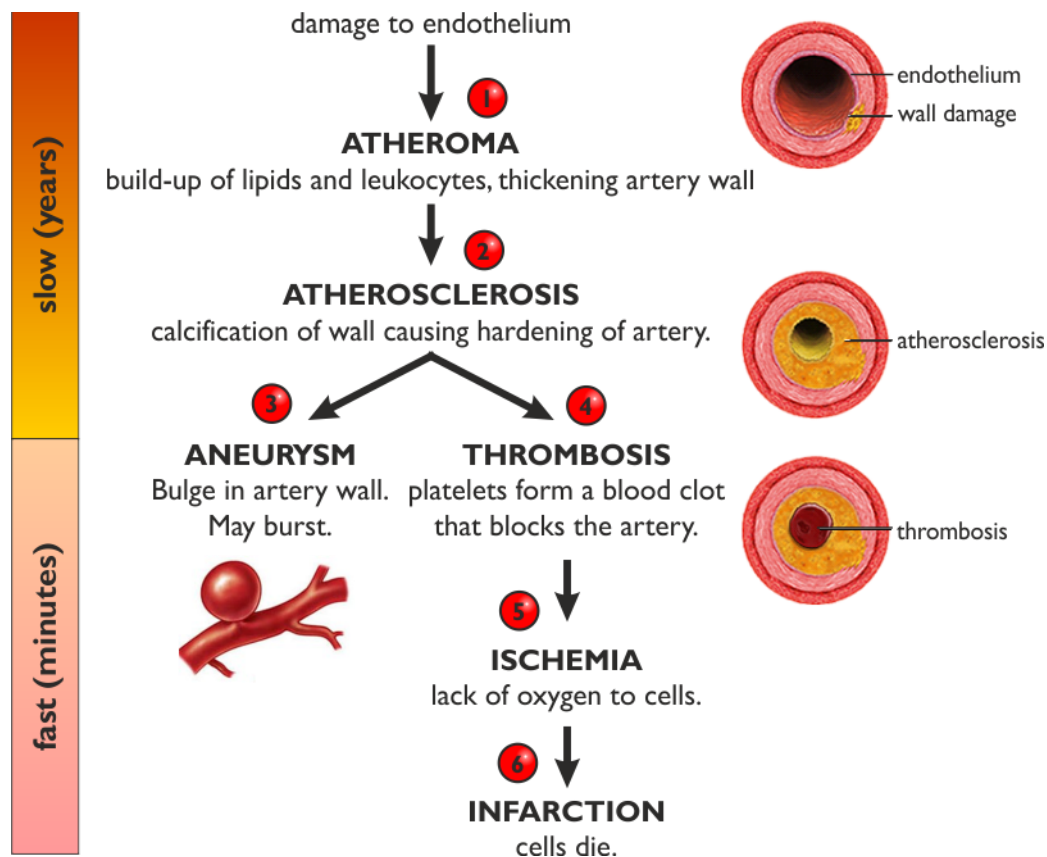 damage to endothelium
1
ATHEROMA
build-up of lipids and leukocytes, thickening artery wall
endothelium
wall damage
slow (years)
2
ATHEROSCLEROSIS
calcification of wall causing hardening of artery.
atherosclerosis
3
ANEURYSM
Bulge in artery wall.
May burst.
4
THROMBOSIS
platelets form a blood clot
that blocks the artery.
thrombosis
fast (minutes)
5
ISCHEMIA
lack of oxygen to cells.
6
INFARCTION
cells die.